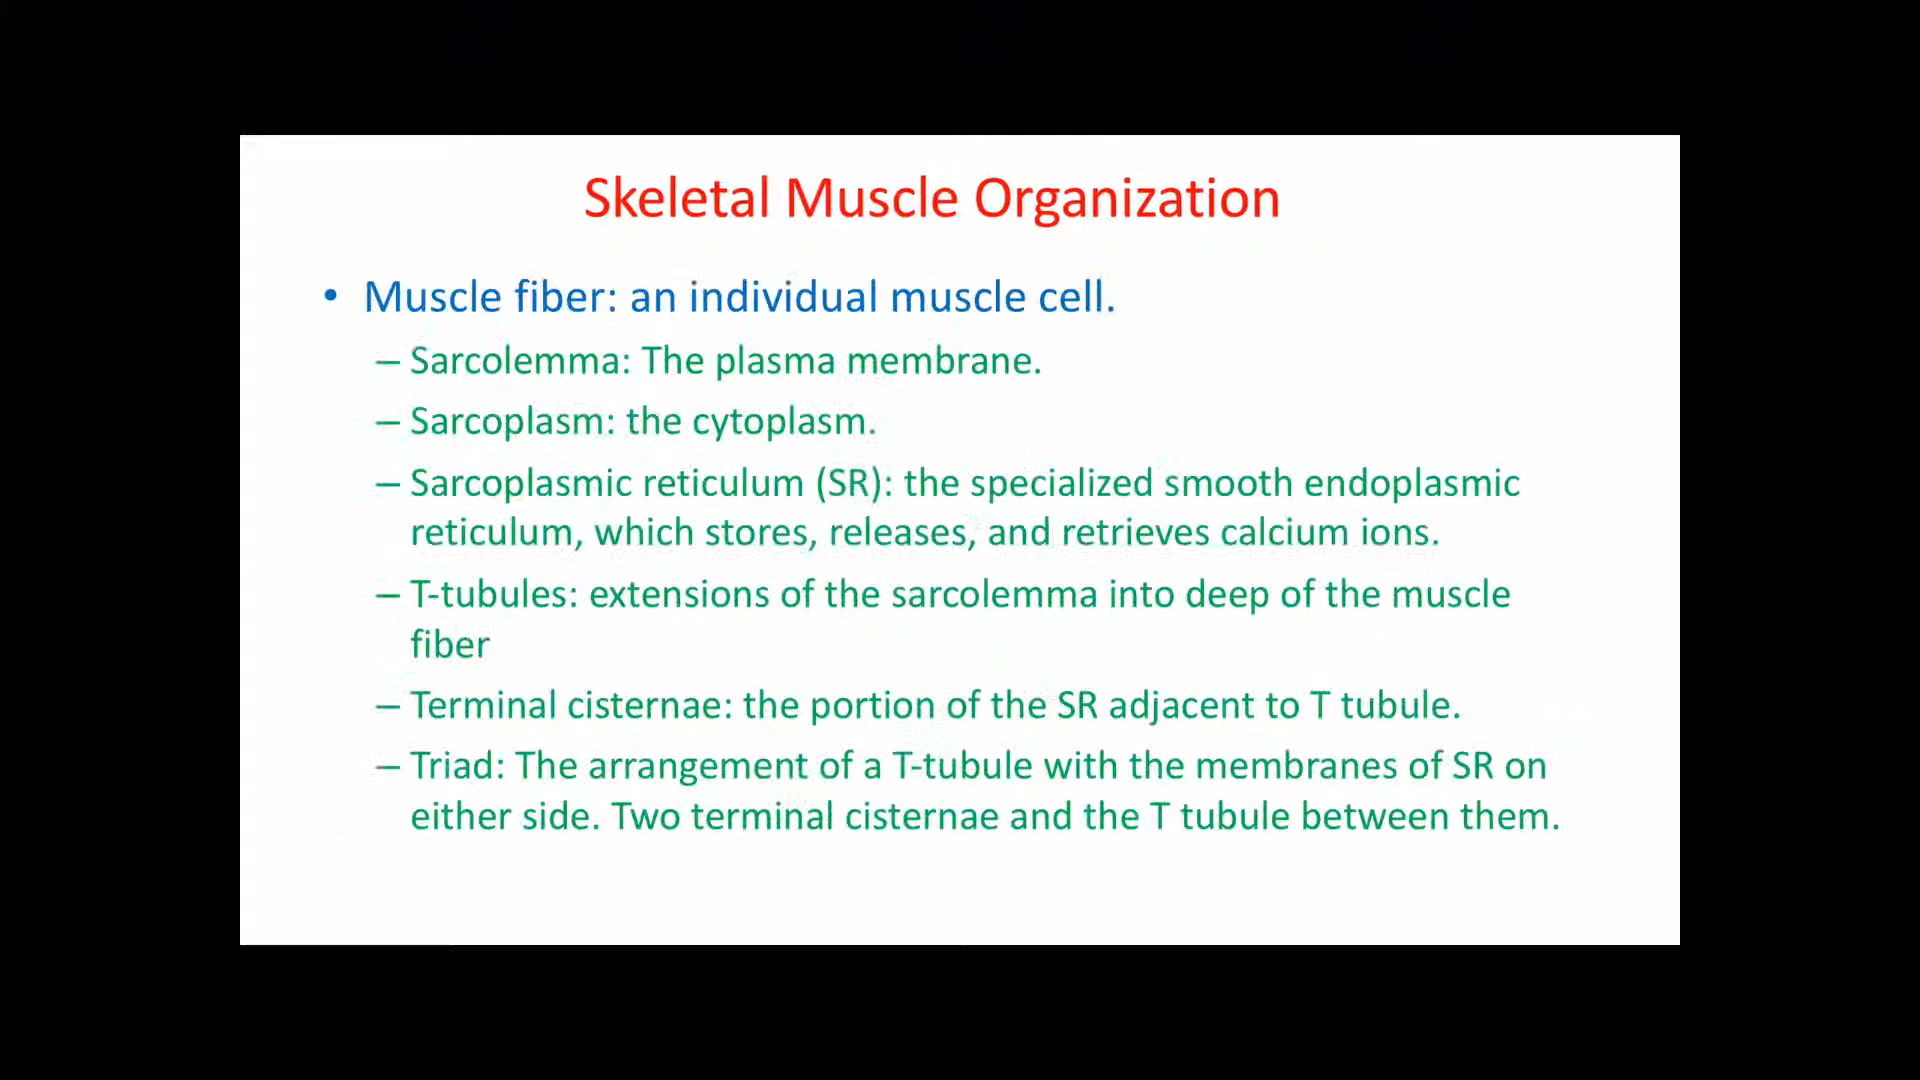 Skeletal Muscle Organization
• Muscle fiber: an individual muscle cell.
– Sarcolemma: The plasma membrane.
– Sarcoplasm: the cytoplasm.
– Sarcoplasmic reticulum (SR): the specialized smooth endoplasmic
reticulum, which stores, releases, and retrieves calcium ions.
– T-tubules: extensions of the sarcolemma into deep of the muscle
fiber
– Terminal cisternae: the portion of the SR adjacent to T tubule.
– Triad: The arrangement of a T-tubule with the membranes of SR on
either side. Two terminal cisternae and the T tubule between them.